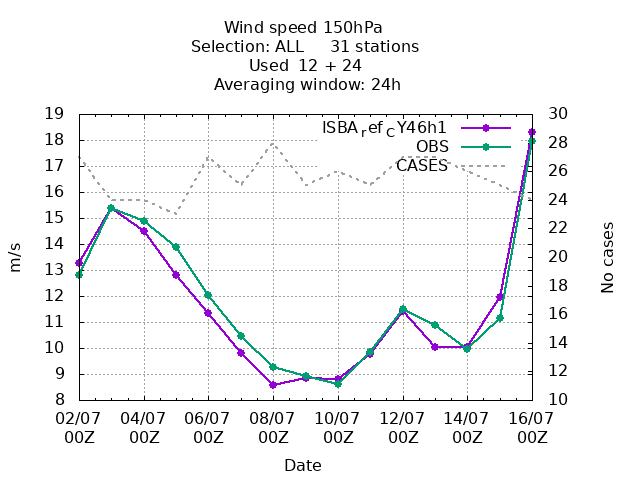 Wind speed 150hPa
Selection: ALL 31 stations
Used 12 + 24
Averaging window: 24h
ISBArefCY46h1
OBS
CASES
19
18
17
16
15
14
13
12
11
10
9
8
m/s
30
28
26
24
22
20
18
16
14
12
10
No cases
02/07 04/07 06/07 08/07 10/07 12/07 14/07 16/07
00Z 00Z 00Z 00Z 00Z 00Z 00Z 00Z
Date